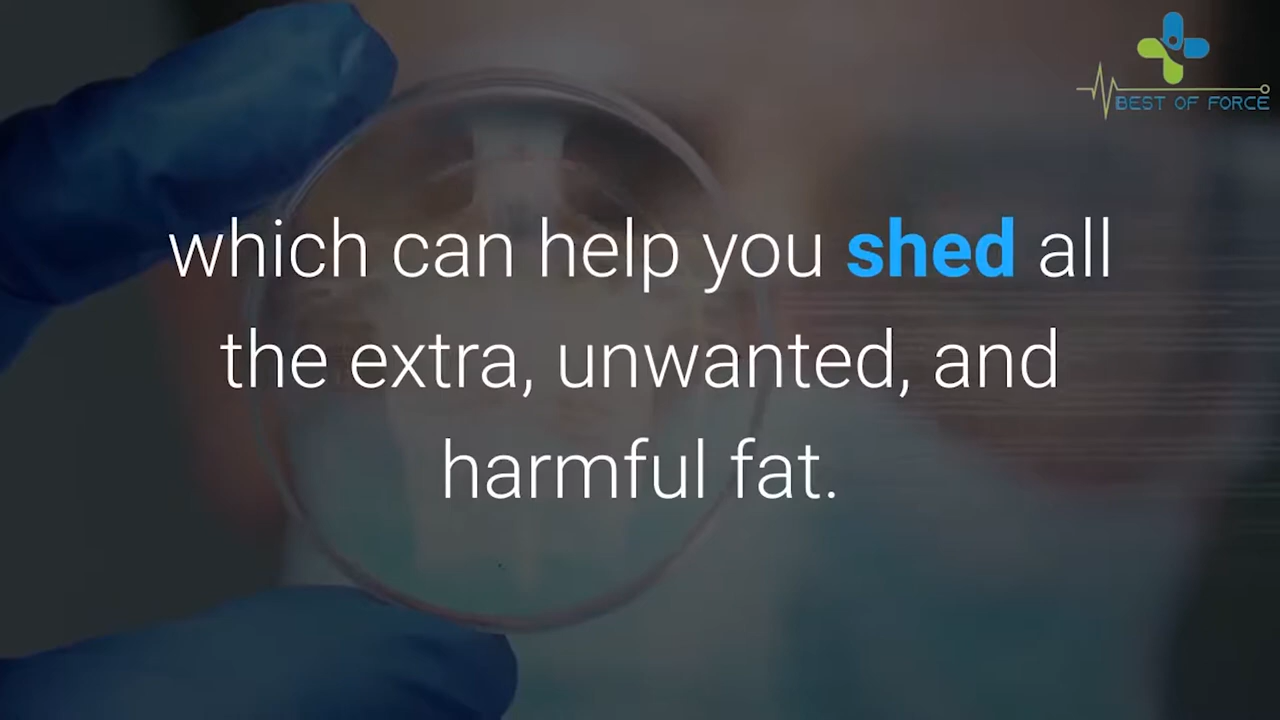 BEST OF FORCE
which can help you shed all
the extra, unwanted, and
harmful fat.